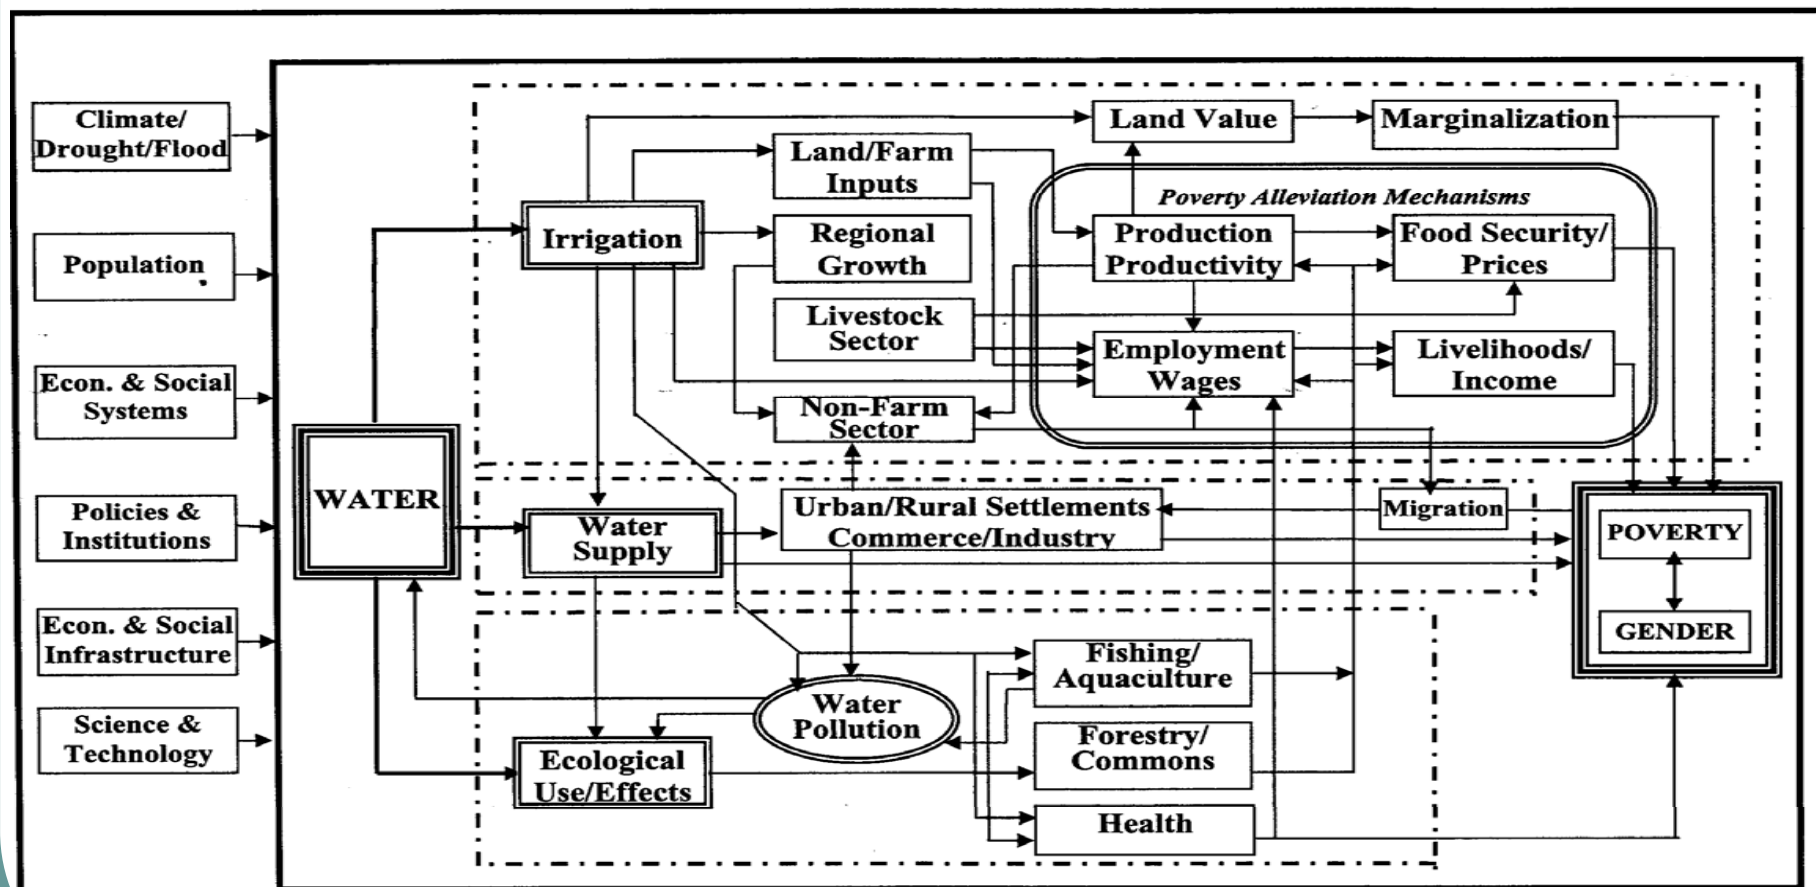 Climate/
Drought/Flood
Population
Econ. & Social
Systems
Policies &
Institutions
Econ. & Social
Infrastructure
Science &
Technology
WATER
Irrigation
Water
Supply
Ecological
Use/Effects
Land/Farm
Inputs
Regional
Growth
Livestock
Sector
Non-Farm
Sector
Urban/Rural Settlements
Commerce/Industry
Water
Pollution
Land Value
Marginalization
Poverty Alleviation Mechanisms
Production
Productivity
Food Security/
Prices
Employment
Wages
Livelihoods/
Income
Migration
Fishing/
Aquaculture
Forestry/
Commons
Health
POVERTY
GENDER